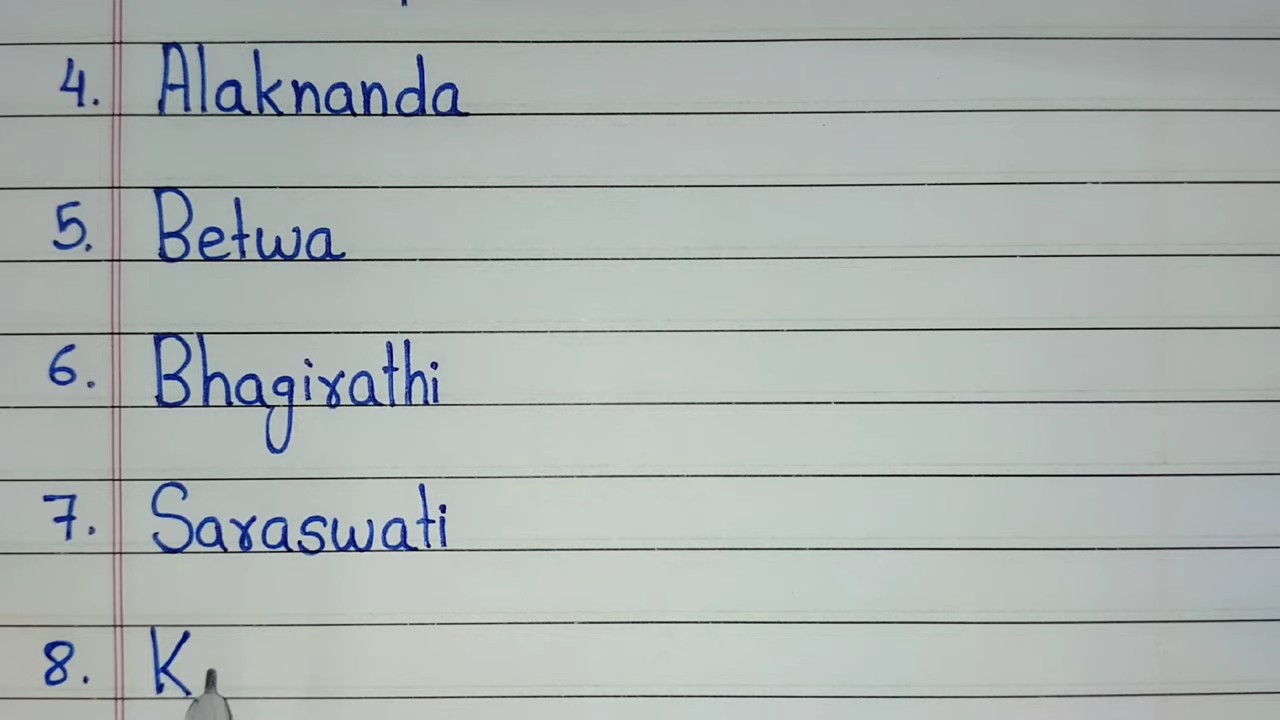 4. Alaknanda
5. Betwa
6. Bhagirathi
7. Saraswati
8. K